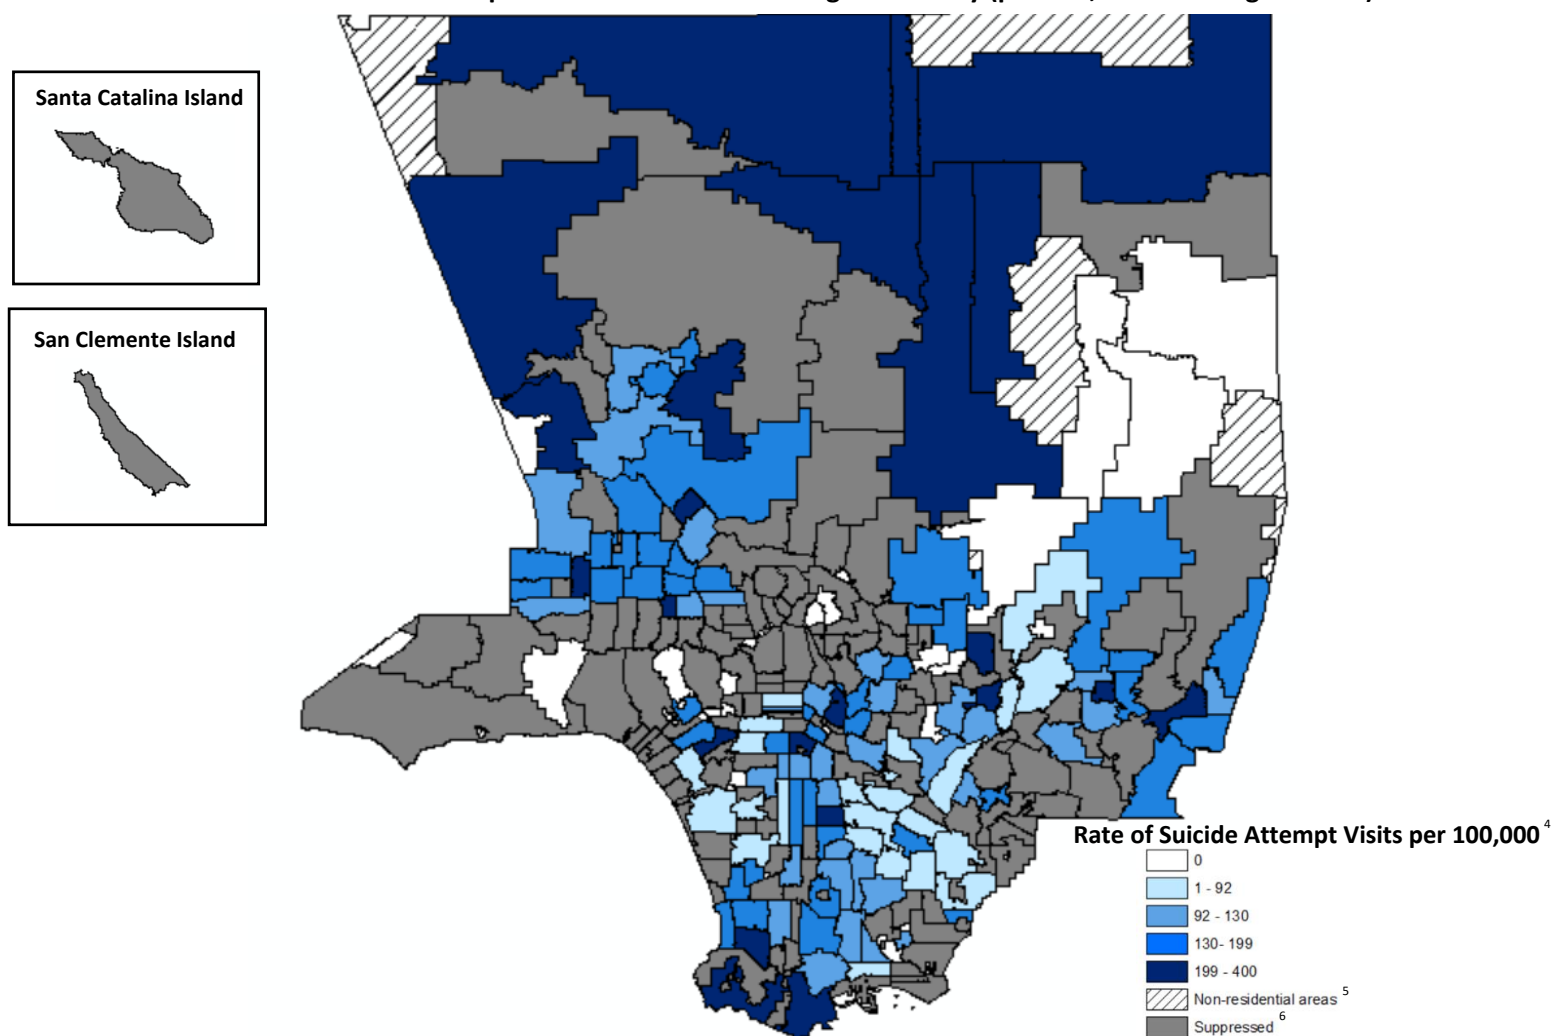 Santa Catalina Island
San Clemente Island
Rate of Suicide Attempt Visits per 100,000 4
0
1 - 92
92 - 130
130- 199
199 - 400
Non-residential areas 5
Suppressed 6